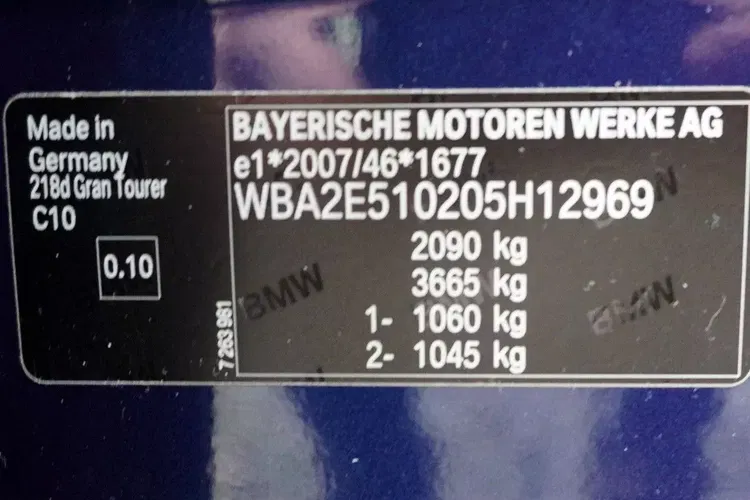 Made in
Germany
218d Gran Tourer
C10
0.10
7 263 961
BAYERISCHE MOTOREN WERKE AG
e1*2007/46*1677
WBA2E510205H12969
2090 kg
3665 kg
1- 1060 kg
2- 1045 kg
BMW
BMW